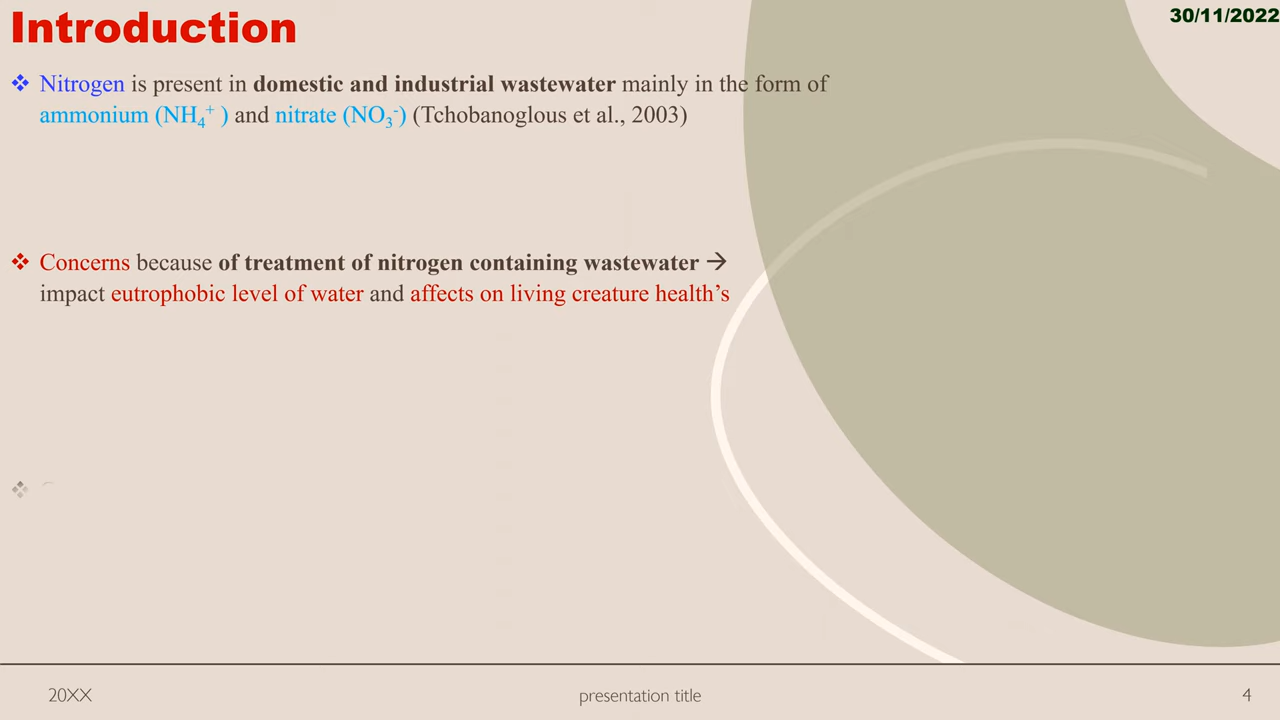 Introduction
30/11/2022
❖ Nitrogen is present in domestic and industrial wastewater mainly in the form of
ammonium (NH₄⁺ ) and nitrate (NO₃⁻) (Tchobanoglous et al., 2003)
❖ Concerns because of treatment of nitrogen containing wastewater →
impact eutrophobic level of water and affects on living creature health’s
20XX
presentation title
4